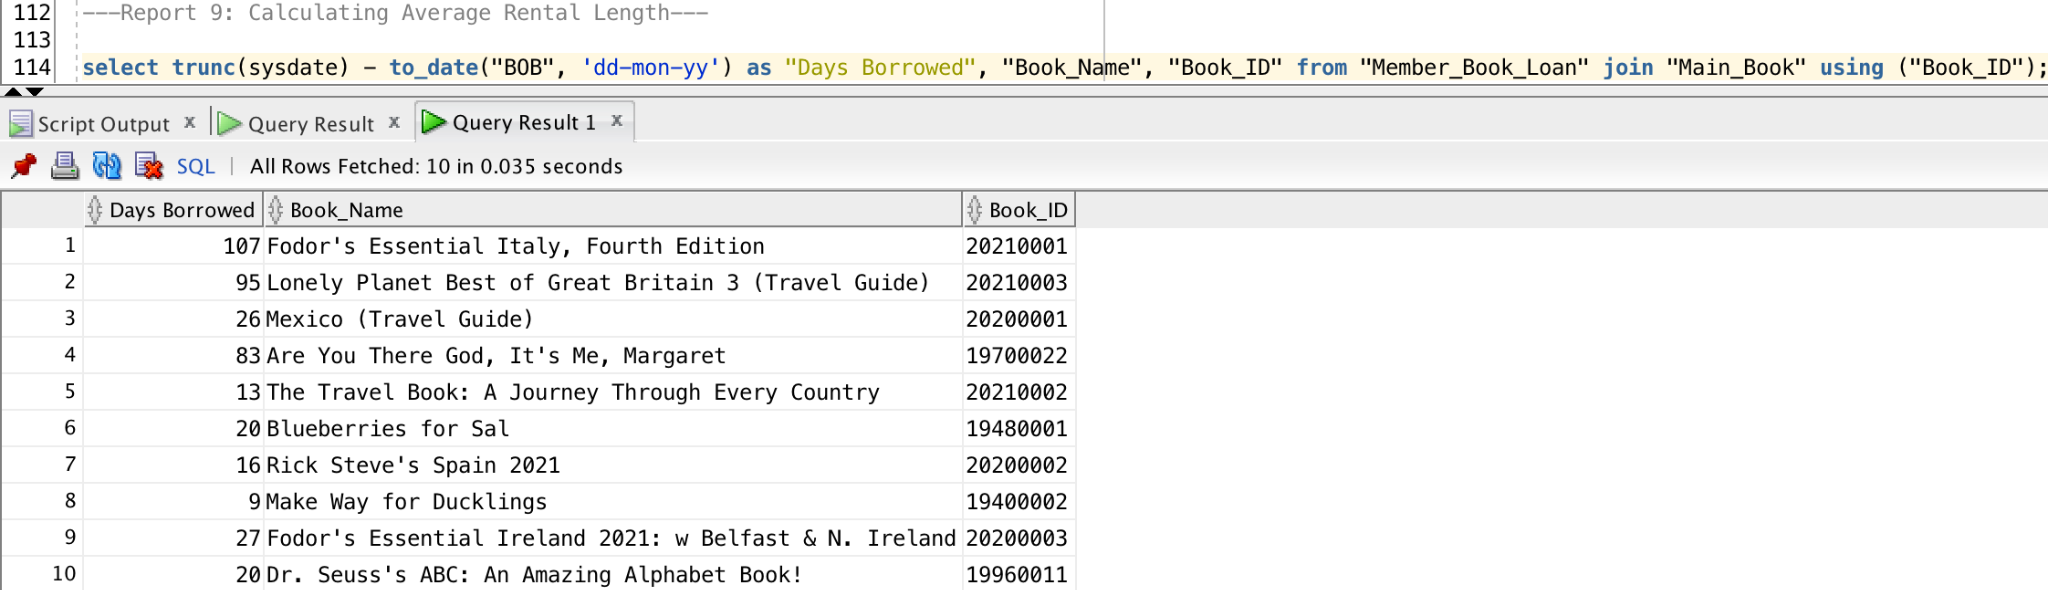 112 ---Report 9: Calculating Average Rental Length---
113
114 select trunc(sysdate) - to_date("BOB", 'dd-mon-yy') as "Days Borrowed", "Book_Name", "Book_ID" from "Member_Book_Loan" join "Main_Book" using ("Book_ID");
Script Output x Query Result x Query Result 1 x
SQL | All Rows Fetched: 10 in 0.035 seconds
Days Borrowed Book_Name Book_ID
1 107 Fodor's Essential Italy, Fourth Edition 20210001
2 95 Lonely Planet Best of Great Britain 3 (Travel Guide) 20210003
3 26 Mexico (Travel Guide) 20200001
4 83 Are You There God, It's Me, Margaret 19700022
5 13 The Travel Book: A Journey Through Every Country 20210002
6 20 Blueberries for Sal 19480001
7 16 Rick Steve's Spain 2021 20200002
8 9 Make Way for Ducklings 19400002
9 27 Fodor's Essential Ireland 2021: w Belfast & N. Ireland 20200003
10 20 Dr. Seuss's ABC: An Amazing Alphabet Book! 19960011